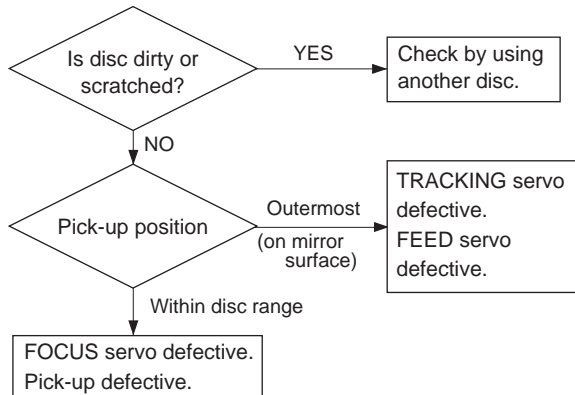 Is disc dirty or
scratched?
YES
Check by using
another disc.
NO
Pick-up position
Outermost
(on mirror
surface)
TRACKING servo
defective.
FEED servo
defective.
Within disc range
FOCUS servo defective.
Pick-up defective.